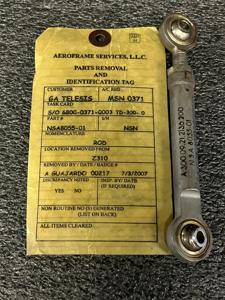 AEROFRAME SERVICES, L.L.C.
PARTS REMOVAL
AND
IDENTIFICATION TAG
CUSTOMER A/C REG
GA TELESIS MSN 0371
TASK CARD
S/O 6800-0371-0003 TD-300-0
NSA8055-01 NSN
NOMENCLATURE
ROD
LOCATION REMOVED FROM
Z310
REMOVED BY / DATE / BADGE #
A GUAJARDO 00217 7/3/2007
DISCREPANCY NOTED INSP. BY / DATE
YES NO (IF REQUIRED)
NON ROUTINE NO (S) GENERATED
(LIST ON BACK)
ALL ITEMS CLEARED